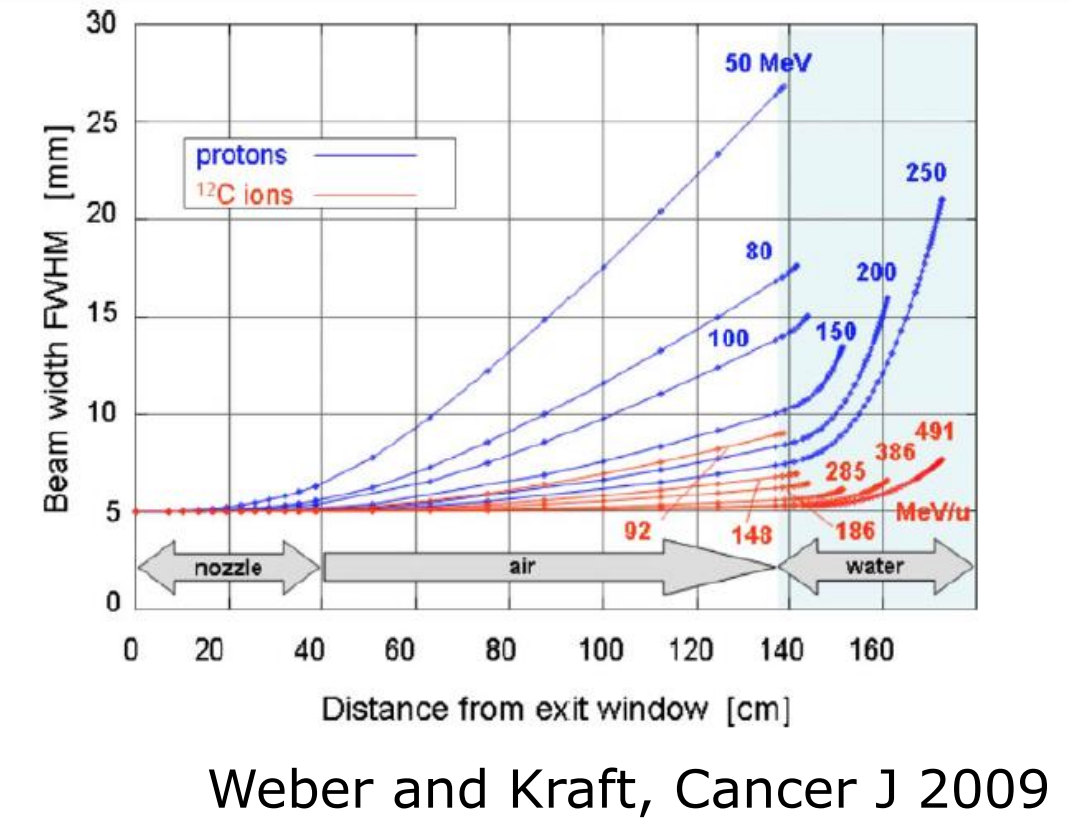 30
25
20
15
10
5
0
Beam width FWHM [mm]
protons
¹²C ions
50 MeV
80
100
150
200
250
92
148
186
285
386
491
MeV/u
nozzle
air
water
0 20 40 60 80 100 120 140 160
Distance from exit window [cm]
Weber and Kraft, Cancer J 2009